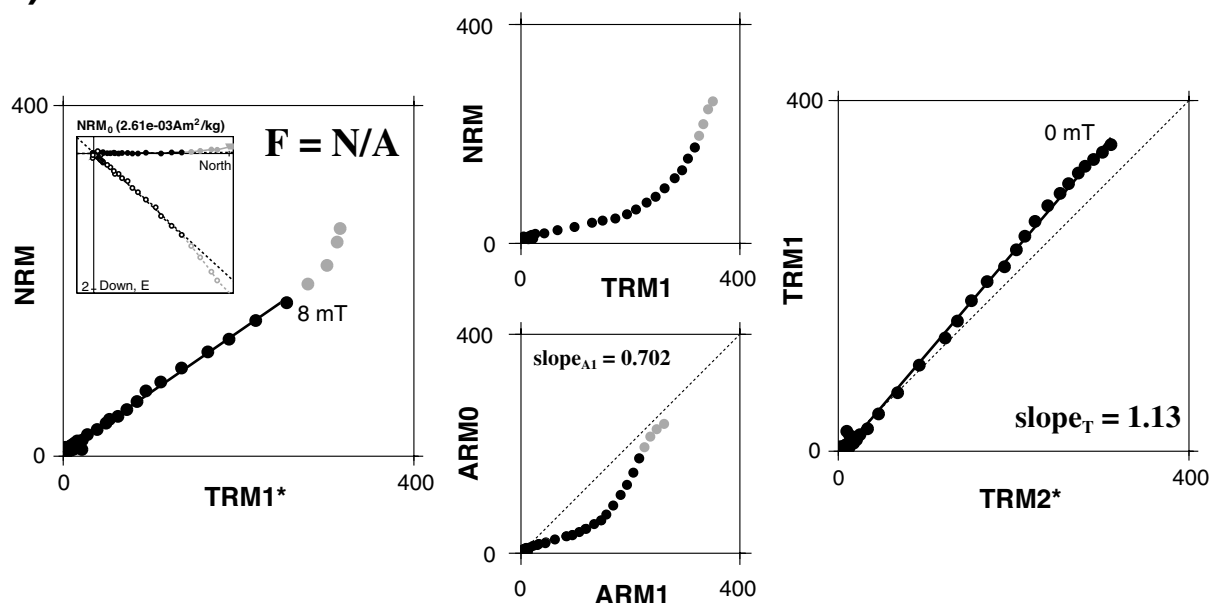 )
400
NRM₀ (2.61e-03Am²/kg)
F = N/A
North
2
Down, E
8 mT
NRM
0
0
400
TRM1*
400
NRM
0
0
400
TRM1
400
slope_A1 = 0.702
ARM0
0
0
400
ARM1
400
0 mT
TRM1
slope_T = 1.13
0
0
400
TRM2*